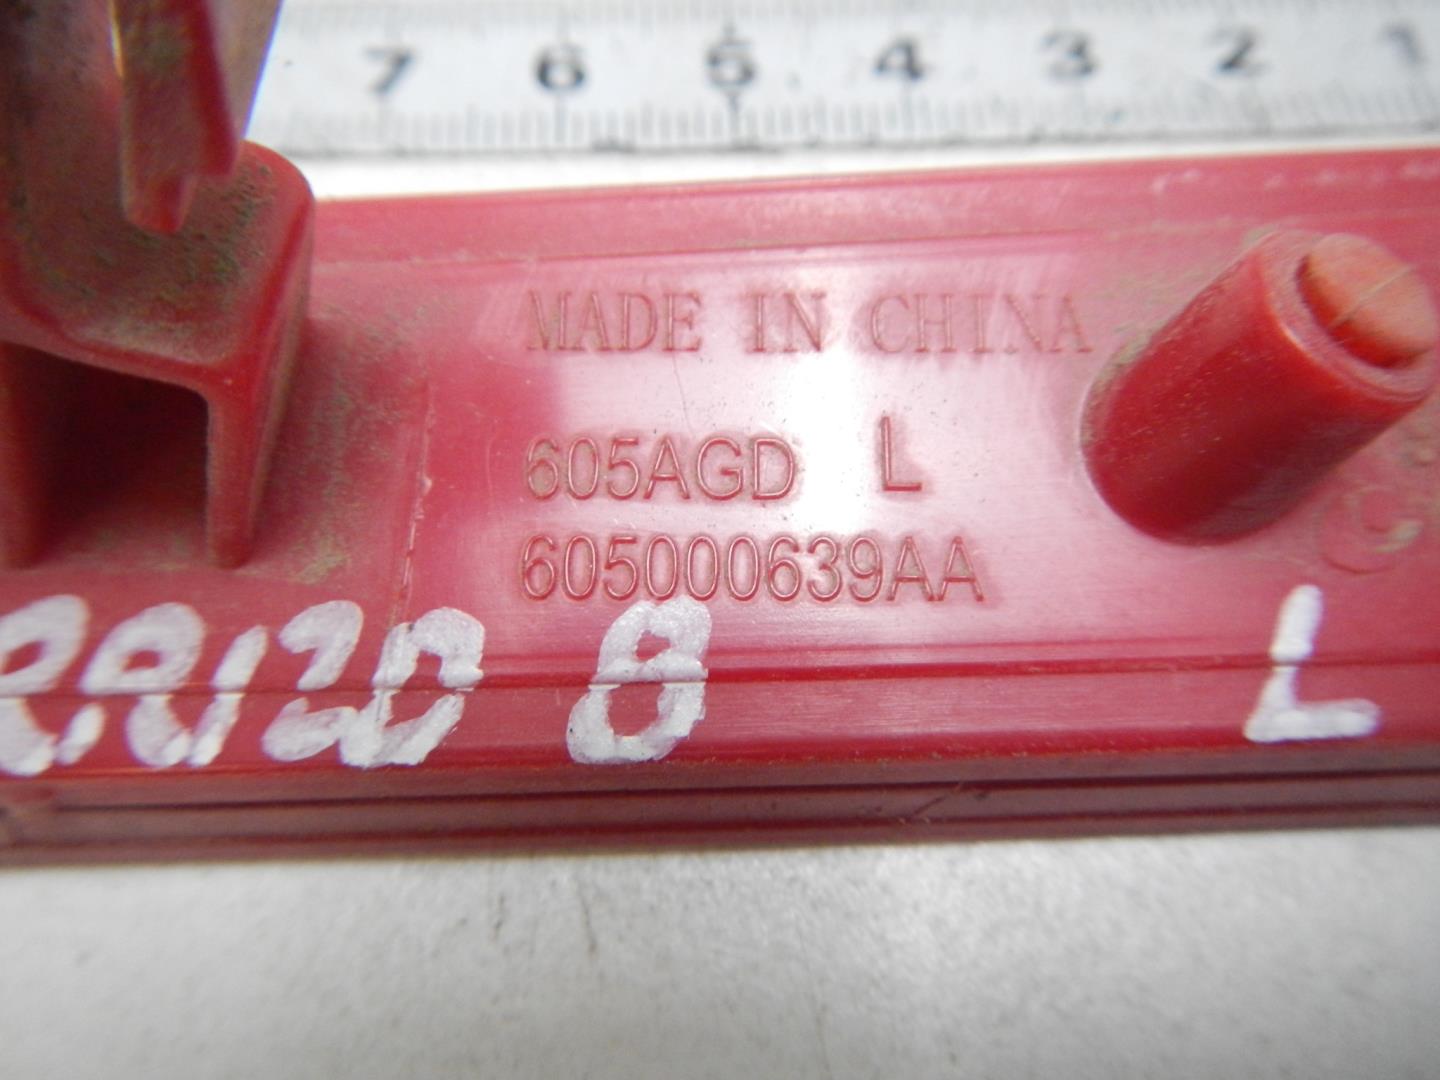 7 6 5 4 3 2 1
MADE IN CHINA
605AGD L
605000639AA
8 L